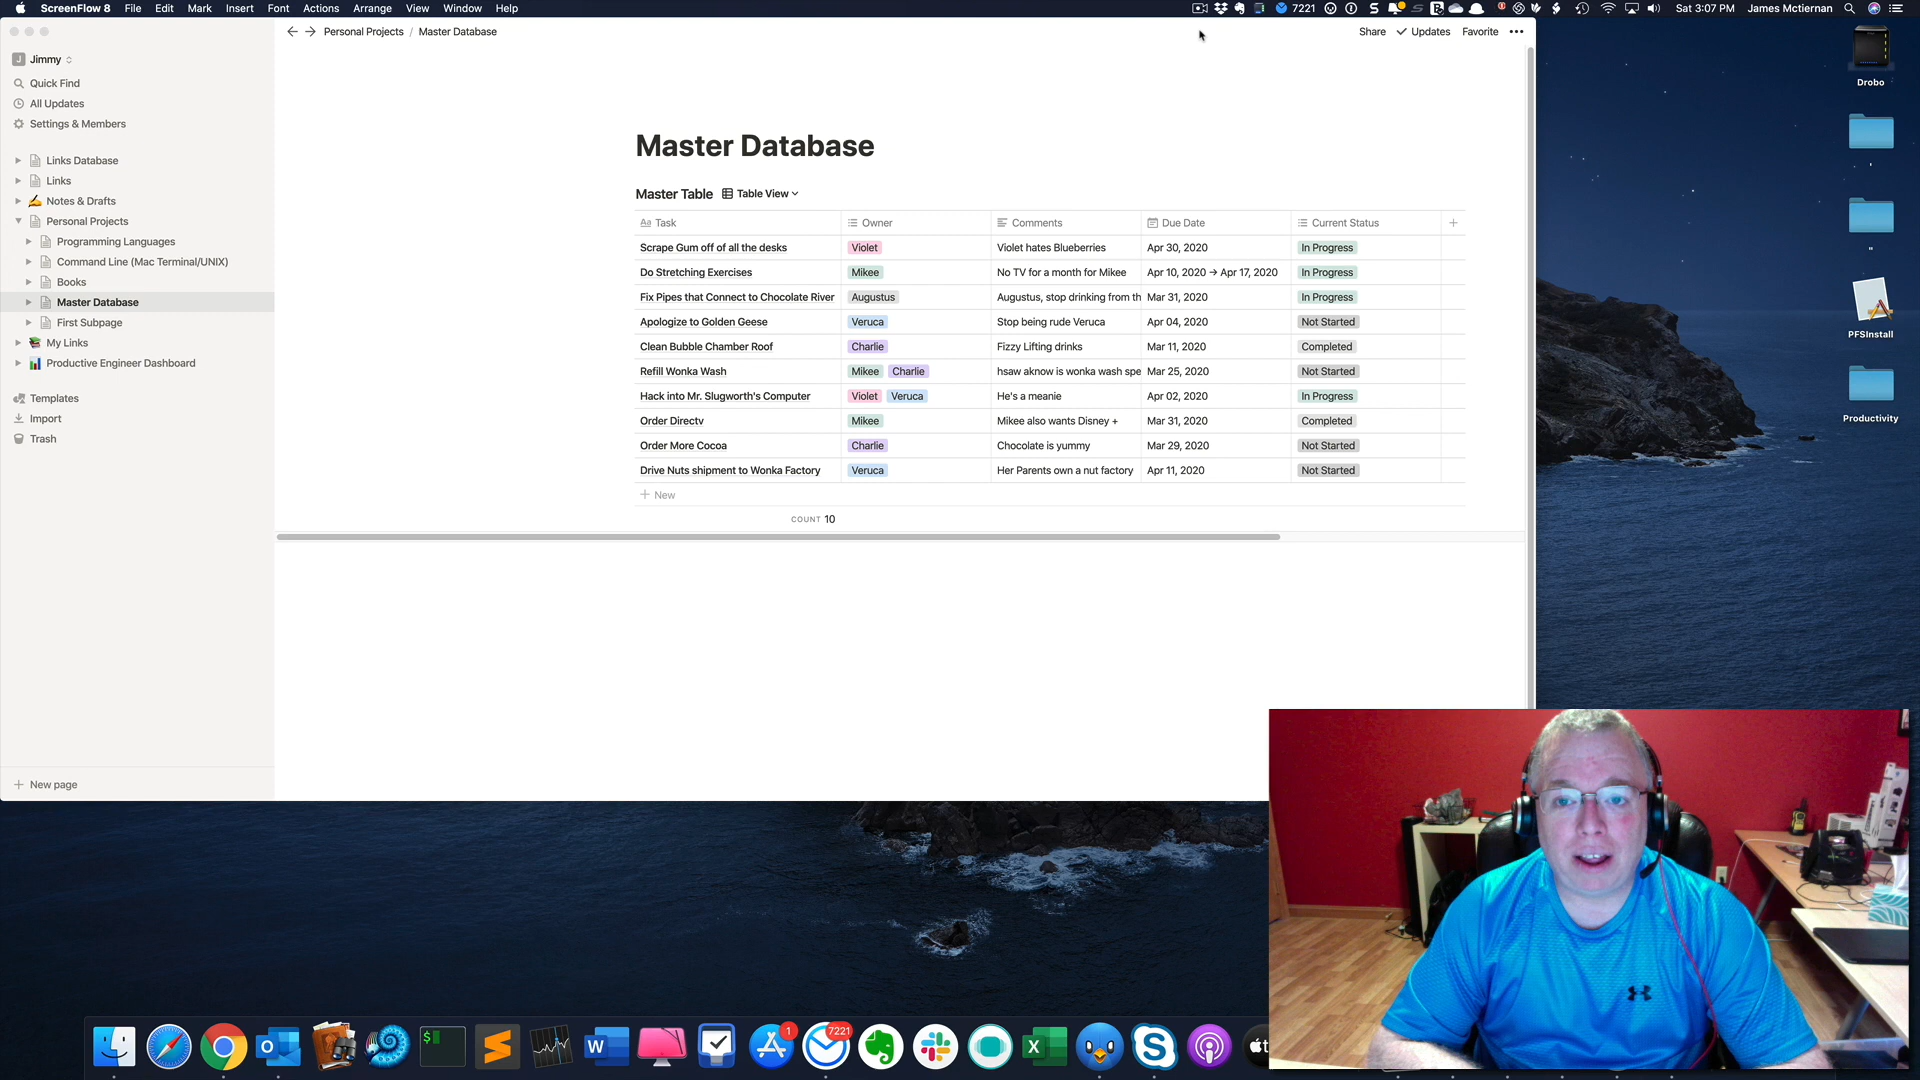 ScreenFlow 8 File Edit Mark Insert Font Actions Arrange View Window Help 7221 Sat 3:07 PM James Mctiernan
Personal Projects / Master Database Share Updates Favorite
J Jimmy
Quick Find
All Updates
Settings & Members
Links Database
Links
Notes & Drafts
Personal Projects
Programming Languages
Command Line (Mac Terminal/UNIX)
Books
Master Database
First Subpage
My Links
Productive Engineer Dashboard
Templates
Import
Trash
New page
Master Database
Master Table Table View
Aa Task Owner Comments Due Date Current Status
Scrape Gum off of all the desks Violet Violet hates Blueberries Apr 30, 2020 In Progress
Do Stretching Exercises Mikee No TV for a month for Mikee Apr 10, 2020 → Apr 17, 2020 In Progress
Fix Pipes that Connect to Chocolate River Augustus Augustus, stop drinking from th Mar 31, 2020 In Progress
Apologize to Golden Geese Veruca Stop being rude Veruca Apr 04, 2020 Not Started
Clean Bubble Chamber Roof Charlie Fizzy Lifting drinks Mar 11, 2020 Completed
Refill Wonka Wash Mikee Charlie hsaw aknow is wonka wash spe Mar 25, 2020 Not Started
Hack into Mr. Slugworth's Computer Violet Veruca He's a meanie Apr 02, 2020 In Progress
Order Directv Mikee Mikee also wants Disney + Mar 31, 2020 Completed
Order More Cocoa Charlie Chocolate is yummy Mar 29, 2020 Not Started
Drive Nuts shipment to Wonka Factory Veruca Her Parents own a nut factory Apr 11, 2020 Not Started
+ New
COUNT 10
Drobo
'
"
PFSInstall
Productivity
O $ W 1 7221 X S tv